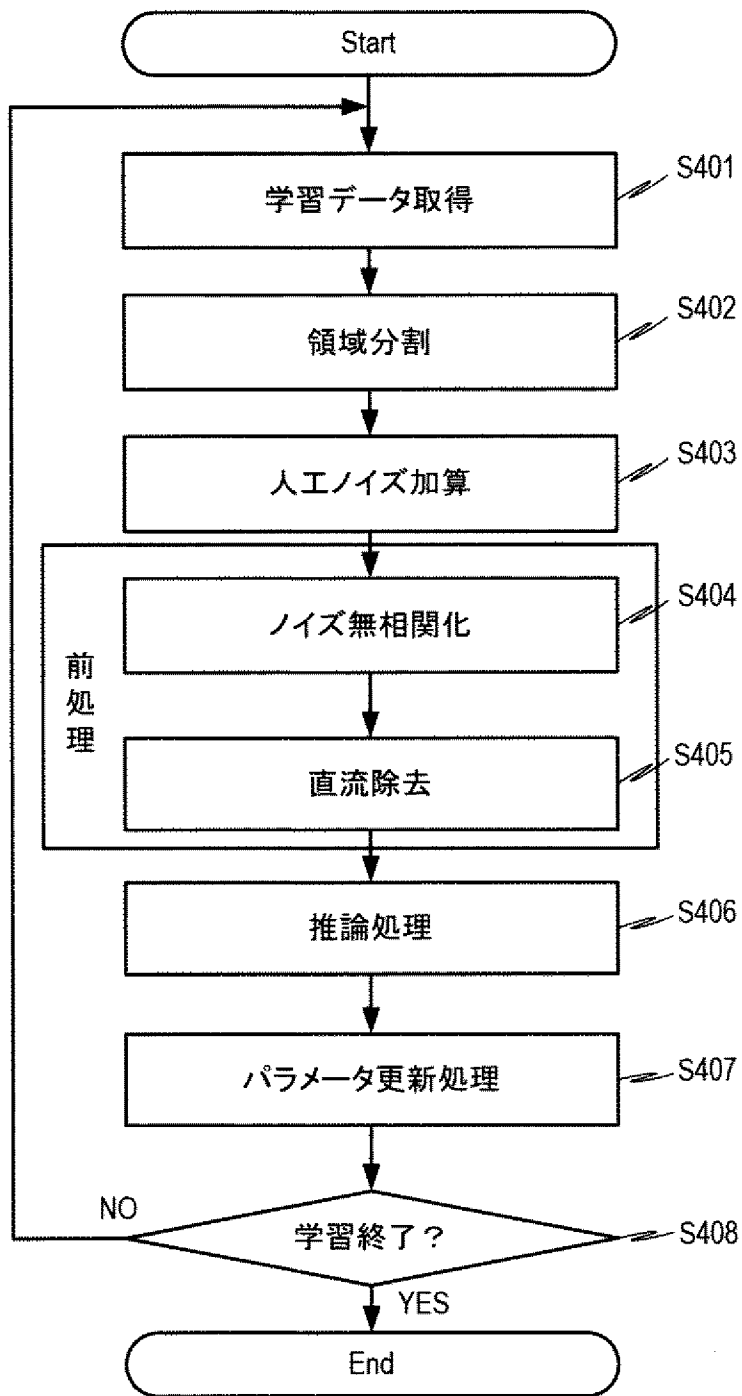 Start
学習データ取得
S401
領域分割
S402
人工ノイズ加算
S403
前処理
ノイズ無相関化
S404
直流除去
S405
推論処理
S406
パラメータ更新処理
S407
NO
学習終了？
S408
YES
End